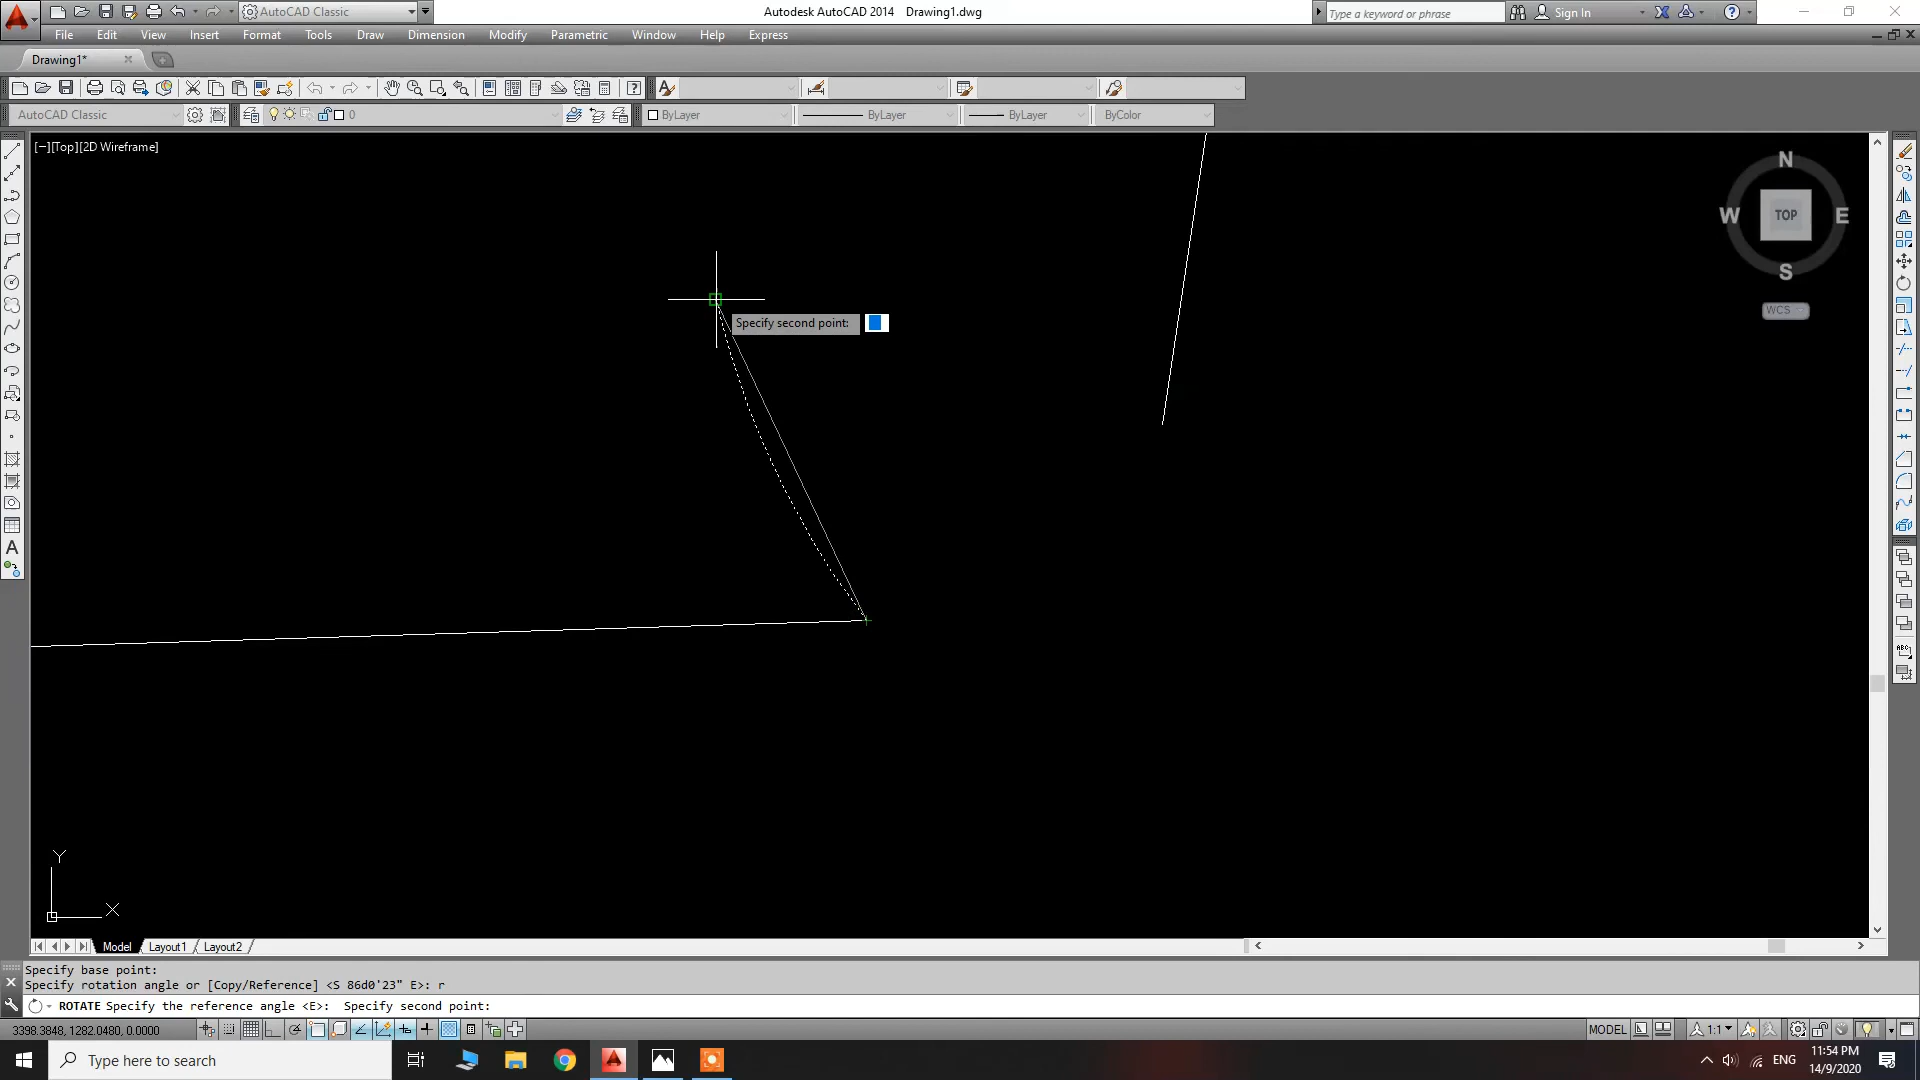 AutoCAD Classic
Autodesk AutoCAD 2014 Drawing1.dwg
Type a keyword or phrase
Sign In
File Edit View Insert Format Tools Draw Dimension Modify Parametric Window Help Express
Drawing1*
AutoCAD Classic
0
ByLayer
ByLayer
ByLayer
ByColor
[−][Top][2D Wireframe]
N
W TOP E
S
WCS
Specify second point:
A
ABC
Y
X
Model Layout1 Layout2
Specify base point:
Specify rotation angle or [Copy/Reference] <S 86d0'23" E>: r
ROTATE Specify the reference angle <E>: Specify second point:
3398.3848, 1282.0480, 0.0000
MODEL
1:1
Type here to search
ENG
11:54 PM
14/9/2020